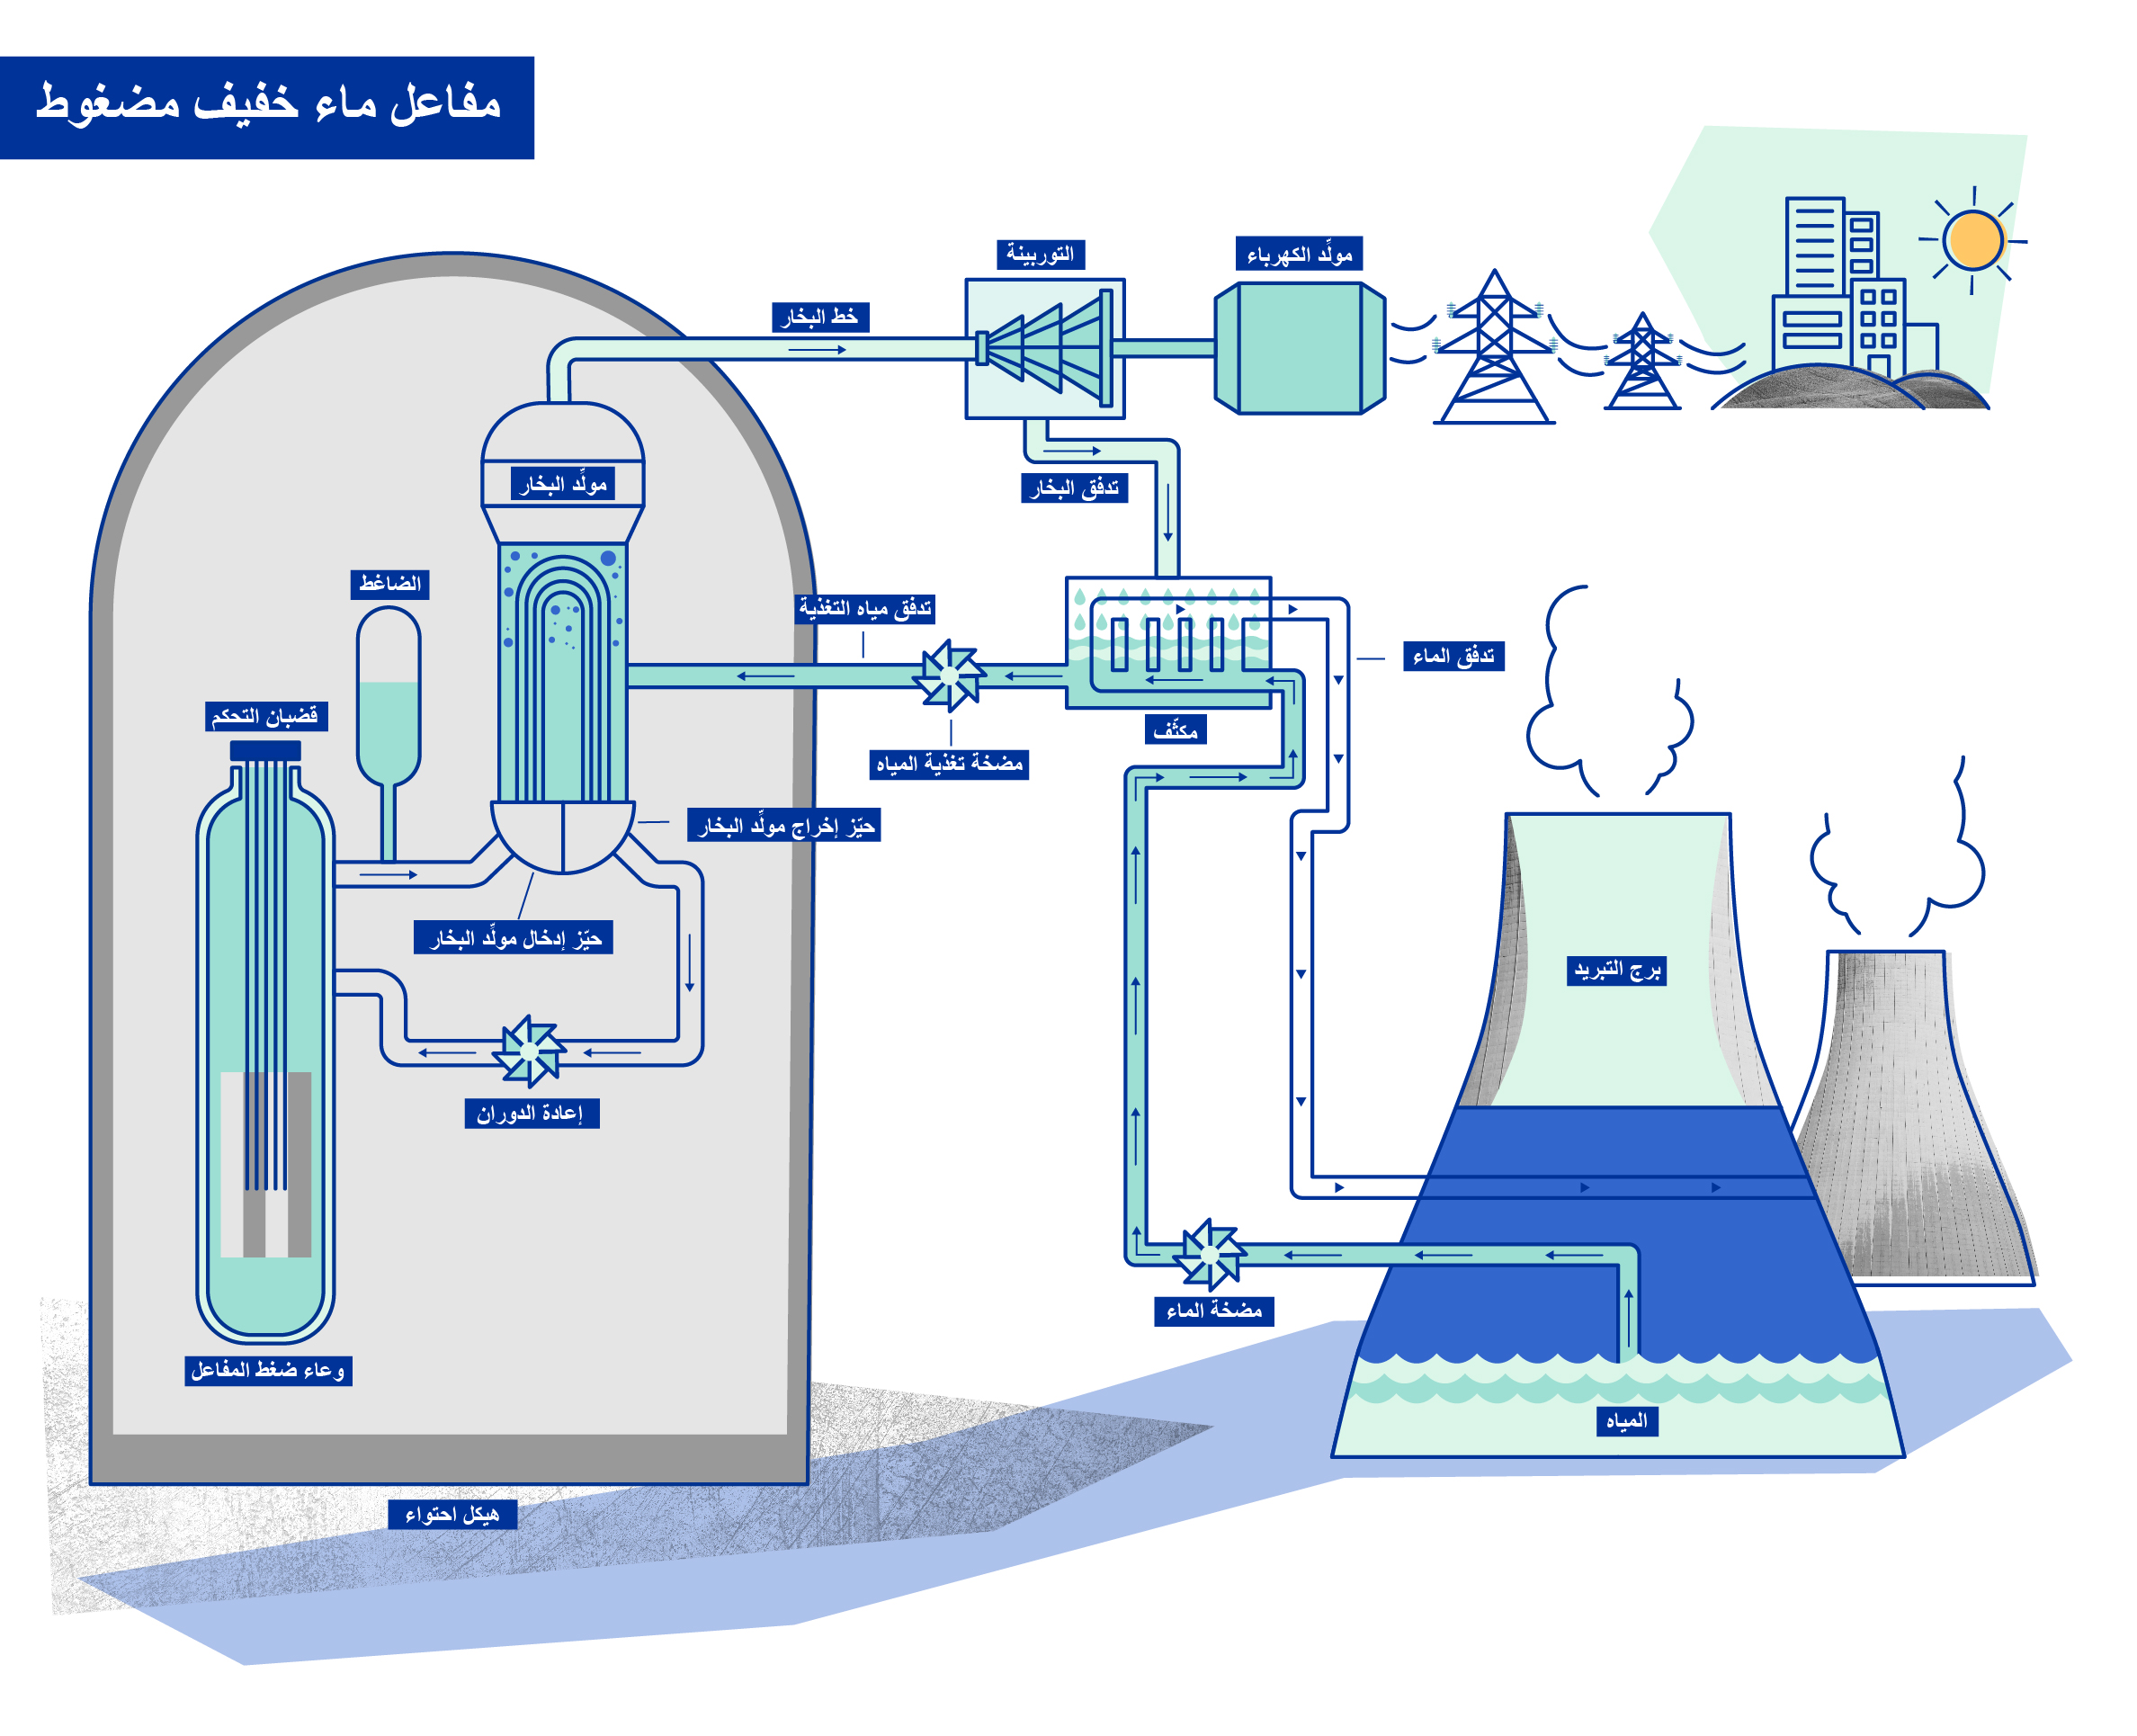 مفاعل ماء خفيف مضغوط
مولِّد الكهرباء
التوربينة
خط البخار
مولِّد البخار
تدفق البخار
الضاغط
تدفق مياه التغذية
تدفق الماء
قضبان التحكم
مكثّف
مضخة تغذية المياه
حيّز إخراج مولِّد البخار
حيّز إدخال مولِّد البخار
برج التبريد
إعادة الدوران
مضخة الماء
وعاء ضغط المفاعل
المياه
هيكل احتواء